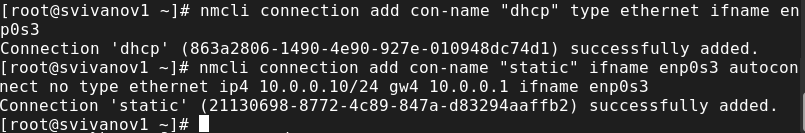 [root@svivanov1 ~]# nmcli connection add con-name "dhcp" type ethernet ifname en
p0s3
Connection 'dhcp' (863a2806-1490-4e90-927e-010948dc74d1) successfully added.
[root@svivanov1 ~]# nmcli connection add con-name "static" ifname enp0s3 autocon
nect no type ethernet ip4 10.0.0.10/24 gw4 10.0.0.1 ifname enp0s3
Connection 'static' (21130698-8772-4c89-847a-d83294aaffb2) successfully added.
[root@svivanov1 ~]#